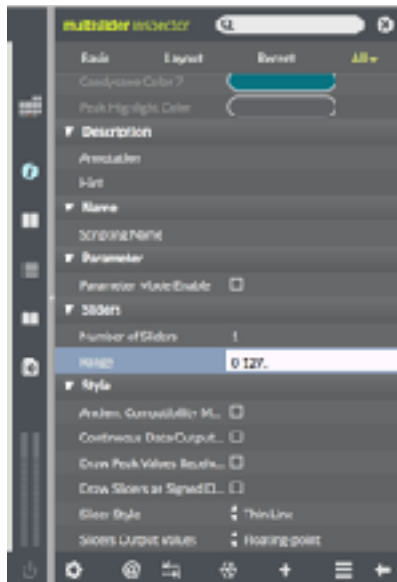 multislider inspector
Basic Layout Recent All
Candycane Color 7
Peak Highlight Color
Description
Annotation
Hint
Name
Scripting Name
Parameter
Parameter Mode Enable
Sliders
Number of Sliders 1
Range 0 127.
Style
Ancient Compatibility M...
Continuous Data Output...
Draw Peak Values Receiv...
Draw Sliders as Signed D...
Slider Style Thin Line
Sliders Output Values Floating-point